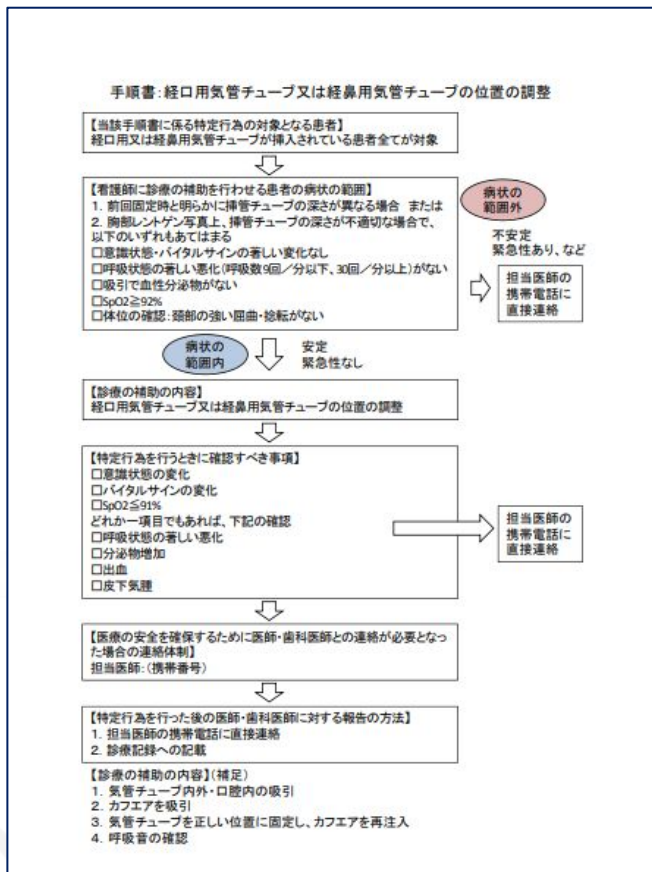 手順書:経口用気管チューブ又は経鼻用気管チューブの位置の調整
【当該手順書に係る特定行為の対象となる患者】
経口用又は経鼻用気管チューブが挿入されている患者全てが対象
【看護師に診療の補助を行わせる患者の病状の範囲】
1. 前回固定時と明らかに挿管チューブの深さが異なる場合 または
2. 胸部レントゲン写真上、挿管チューブの深さが不適切な場合で、
以下のいずれもあてはまる
□意識状態・バイタルサインの著しい変化なし
□呼吸状態の著しい悪化(呼吸数9回/分以下、30回/分以上)がない
□吸引で血性分泌物がない
□SpO2≧92%
□体位の確認:頚部の強い屈曲・捻転がない
病状の
範囲外
不安定
緊急性あり、など
担当医師の
携帯電話に
直接連絡
病状の
範囲内
安定
緊急性なし
【診療の補助の内容】
経口用気管チューブ又は経鼻用気管チューブの位置の調整
【特定行為を行うときに確認すべき事項】
□意識状態の変化
□バイタルサインの変化
□SpO2≦91%
どれか一項目でもあれば、下記の確認
□呼吸状態の著しい悪化
□分泌物増加
□出血
□皮下気腫
担当医師の
携帯電話に
直接連絡
【医療の安全を確保するために医師・歯科医師との連絡が必要となっ
た場合の連絡体制】
担当医師:(携帯番号)
【特定行為を行った後の医師・歯科医師に対する報告の方法】
1. 担当医師の携帯電話に直接連絡
2. 診療記録への記載
【診療の補助の内容】(補足)
1. 気管チューブ内外・口腔内の吸引
2. カフエアを吸引
3. 気管チューブを正しい位置に固定し、カフエアを再注入
4. 呼吸音の確認